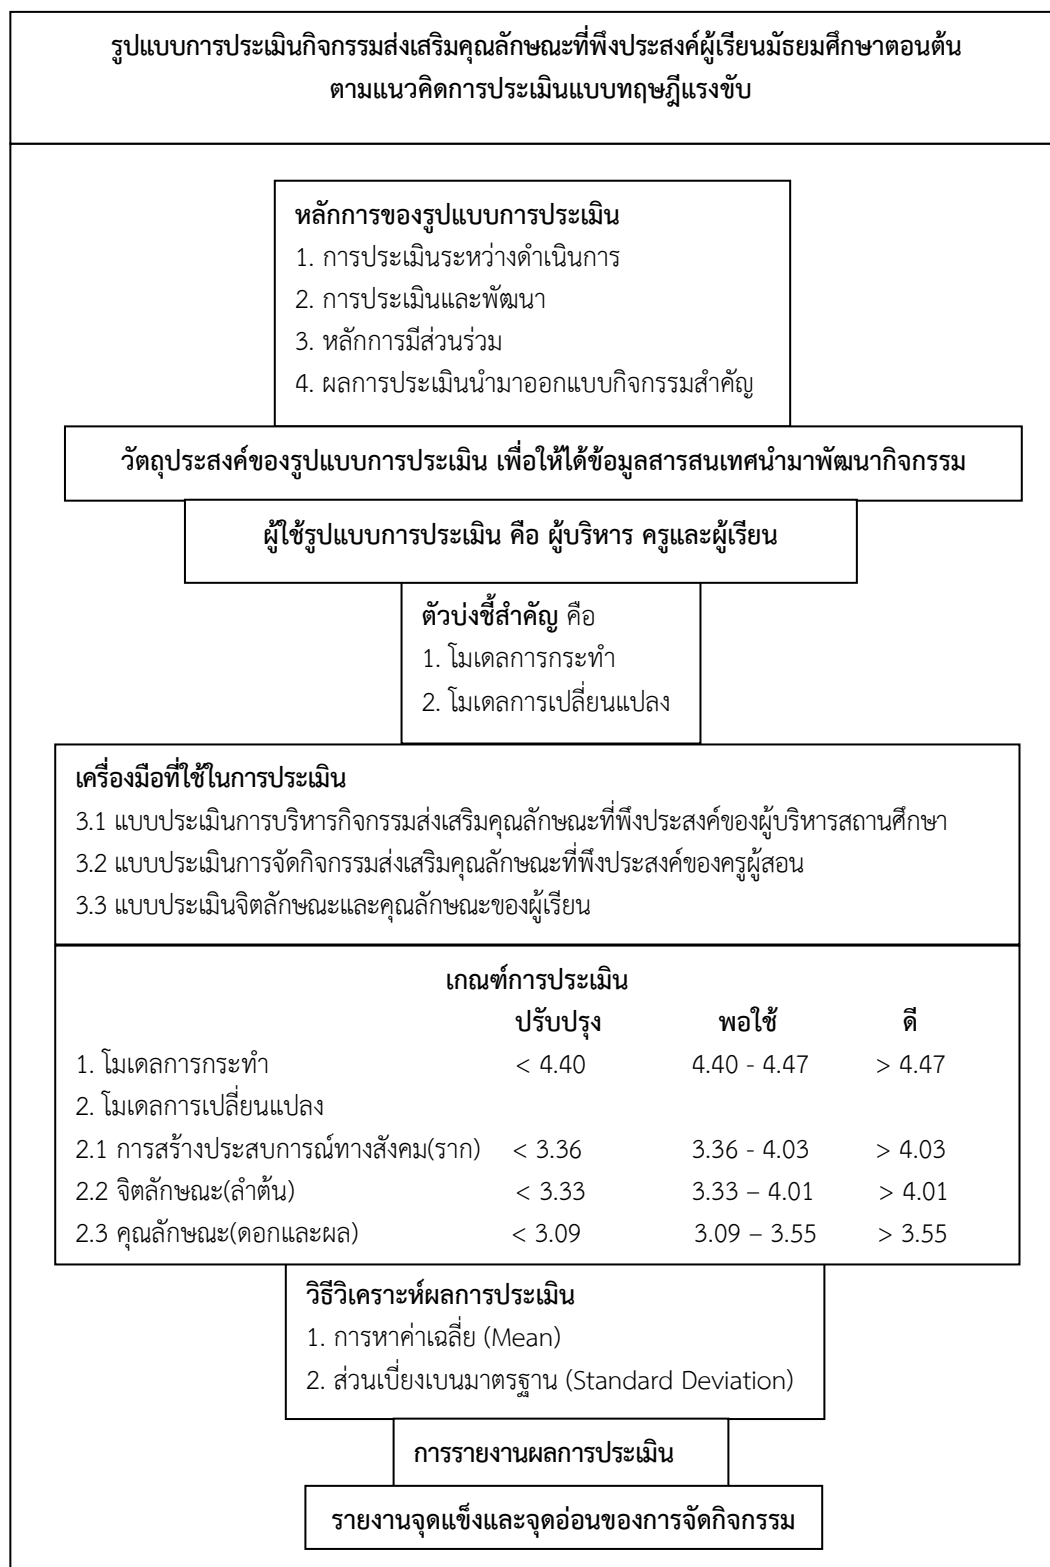 รูปแบบการประเมินกิจกรรมส่งเสริมคุณลักษณะที่พึงประสงค์ผู้เรียนมัธยมศึกษาตอนต้น
ตามแนวคิดการประเมินแบบทฤษฎีแรงขับ
หลักการของรูปแบบการประเมิน
1. การประเมินระหว่างดำเนินการ
2. การประเมินและพัฒนา
3. หลักการมีส่วนร่วม
4. ผลการประเมินนำมาออกแบบกิจกรรมสำคัญ
วัตถุประสงค์ของรูปแบบการประเมิน เพื่อให้ได้ข้อมูลสารสนเทศนำมาพัฒนากิจกรรม
ผู้ใช้รูปแบบการประเมิน คือ ผู้บริหาร ครูและผู้เรียน
ตัวบ่งชี้สำคัญ คือ
1. โมเดลการกระทำ
2. โมเดลการเปลี่ยนแปลง
เครื่องมือที่ใช้ในการประเมิน
3.1 แบบประเมินการบริหารกิจกรรมส่งเสริมคุณลักษณะที่พึงประสงค์ของผู้บริหารสถานศึกษา
3.2 แบบประเมินการจัดกิจกรรมส่งเสริมคุณลักษณะที่พึงประสงค์ของครูผู้สอน
3.3 แบบประเมินจิตลักษณะและคุณลักษณะของผู้เรียน
เกณฑ์การประเมิน
ปรับปรุง พอใช้ ดี
1. โมเดลการกระทำ < 4.40 4.40 - 4.47 > 4.47
2. โมเดลการเปลี่ยนแปลง
2.1 การสร้างประสบการณ์ทางสังคม(ราก) < 3.36 3.36 - 4.03 > 4.03
2.2 จิตลักษณะ(ลำต้น) < 3.33 3.33 – 4.01 > 4.01
2.3 คุณลักษณะ(ดอกและผล) < 3.09 3.09 – 3.55 > 3.55
วิธีวิเคราะห์ผลการประเมิน
1. การหาค่าเฉลี่ย (Mean)
2. ส่วนเบี่ยงเบนมาตรฐาน (Standard Deviation)
การรายงานผลการประเมิน
รายงานจุดแข็งและจุดอ่อนของการจัดกิจกรรม